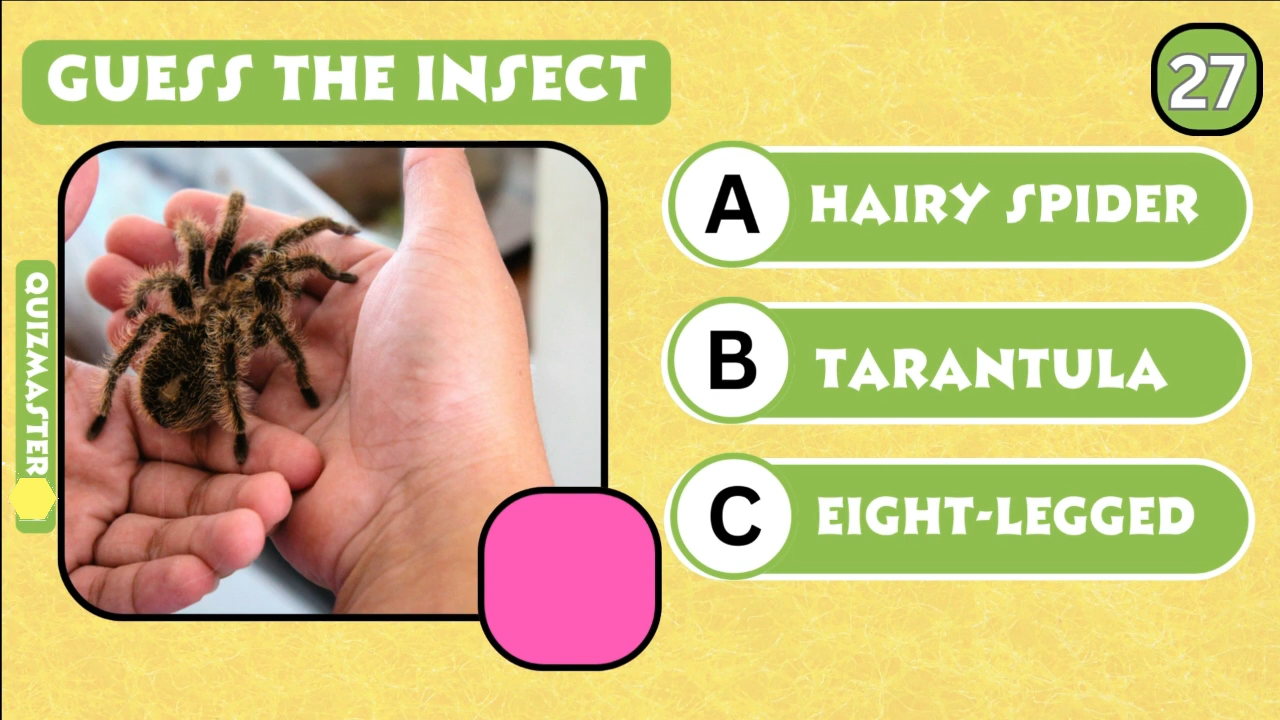 GUESS THE INSECT
27
A HAIRY SPIDER
B TARANTULA
C EIGHT-LEGGED
QUIZMASTER